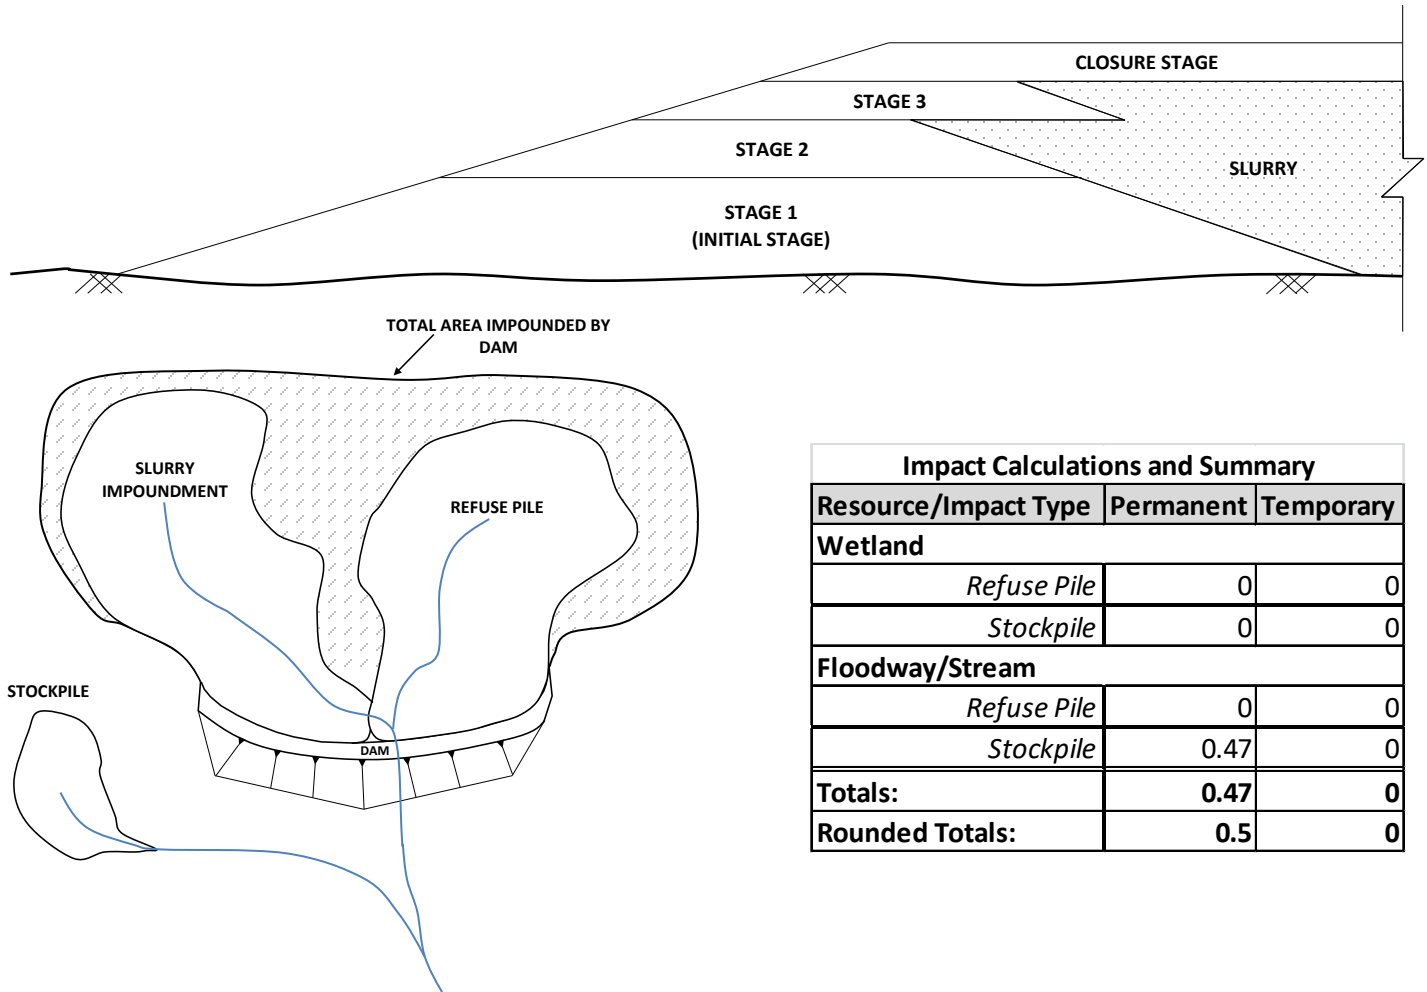 CLOSURE STAGE
STAGE 3
STAGE 2
SLURRY
STAGE 1
(INITIAL STAGE)
TOTAL AREA IMPOUNDED BY
DAM
SLURRY
IMPOUNDMENT
REFUSE PILE
STOCKPILE
DAM
Impact Calculations and Summary
Resource/Impact Type Permanent Temporary
Wetland
Refuse Pile 0 0
Stockpile 0 0
Floodway/Stream
Refuse Pile 0 0
Stockpile 0.47 0
Totals: 0.47 0
Rounded Totals: 0.5 0